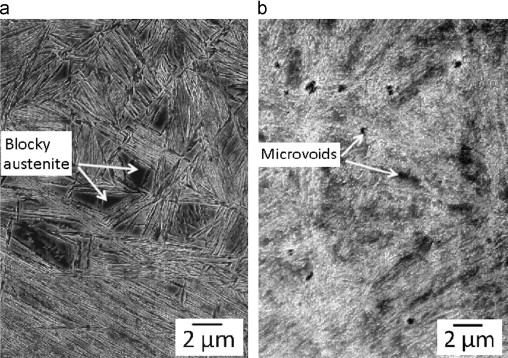 a
b
Blocky
austenite
Microvoids
2 μm
2 μm